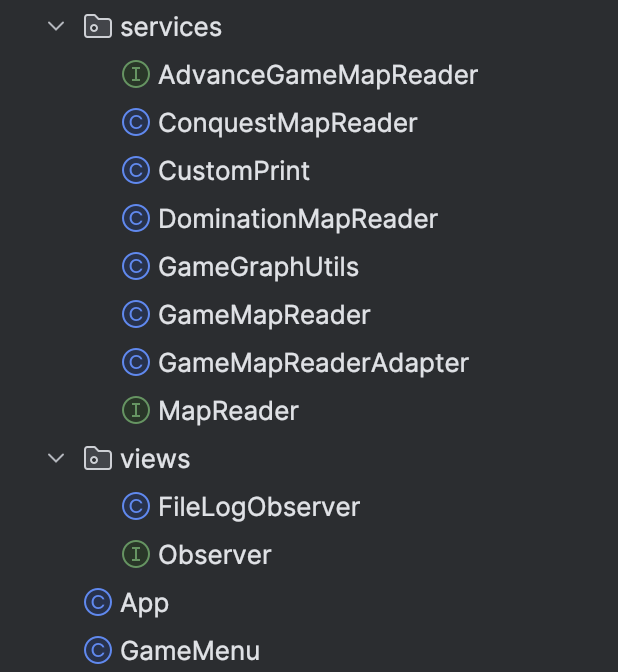 services
I AdvanceGameMapReader
C ConquestMapReader
C CustomPrint
C DominationMapReader
C GameGraphUtils
C GameMapReader
C GameMapReaderAdapter
I MapReader
views
C FileLogObserver
I Observer
C App
C GameMenu